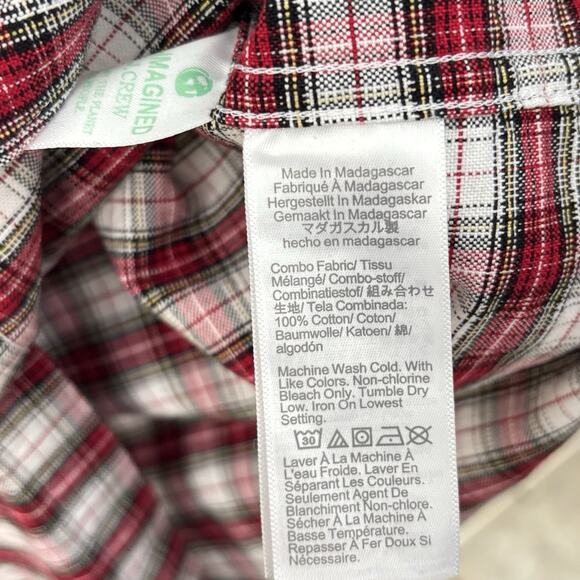 IMAGINED
CREW
PLANET
Made In Madagascar
Fabriqué À Madagascar
Hergestellt In Madagaskar
Gemaakt In Madagascar
マダガスカル製
hecho en madagascar
Combo Fabric/ Tissu
Mélangé/ Combo-stoff/
Combinatiestof/ 組み合わせ
生地/ Tela Combinada:
100% Cotton/ Coton/
Baumwolle/ Katoen/ 綿/
algodón
Machine Wash Cold. With
Like Colors. Non-chlorine
Bleach Only. Tumble Dry
Low. Iron On Lowest
Setting.
30
Laver À La Machine À
L'eau Froide. Laver En
Séparant Les Couleurs.
Seulement Agent De
Blanchiment Non-chlore.
Sécher À La Machine À
Basse Température.
Repasser À Fer Doux Si
Nécessaire.